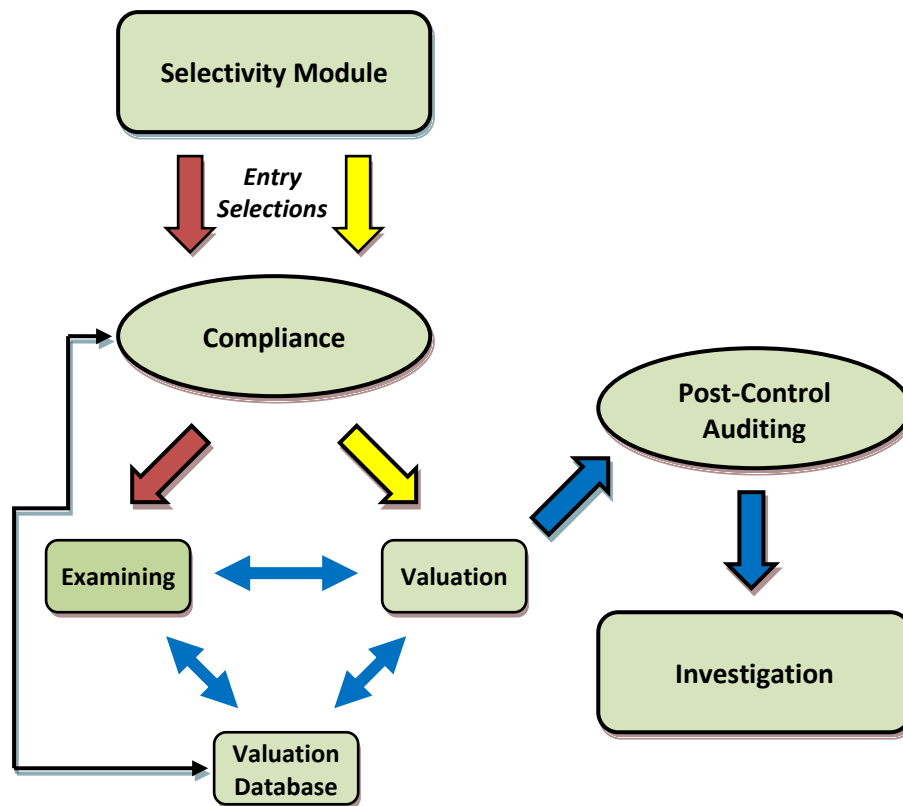 Selectivity Module
Entry
Selections
Compliance
Post-Control
Auditing
Examining
Valuation
Investigation
Valuation
Database